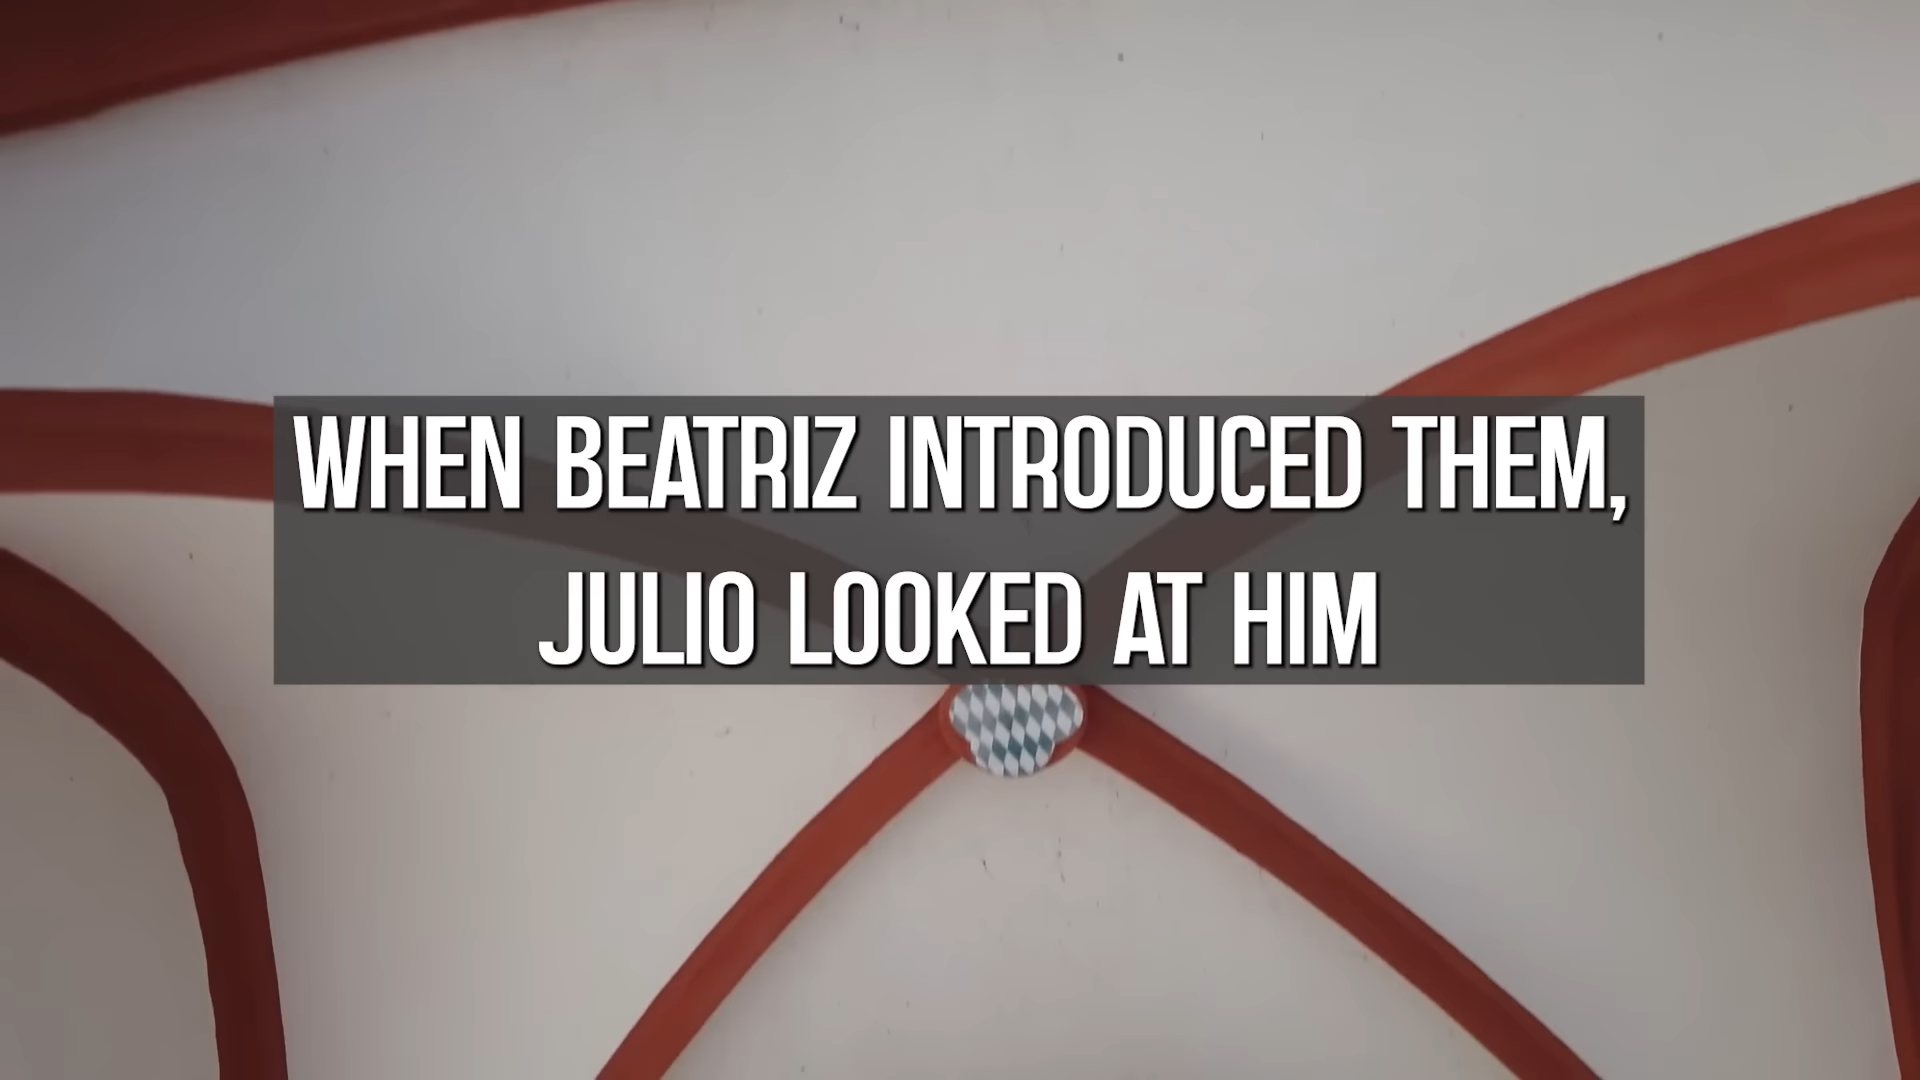 WHEN BEATRIZ INTRODUCED THEM,
JULIO LOOKED AT HIM